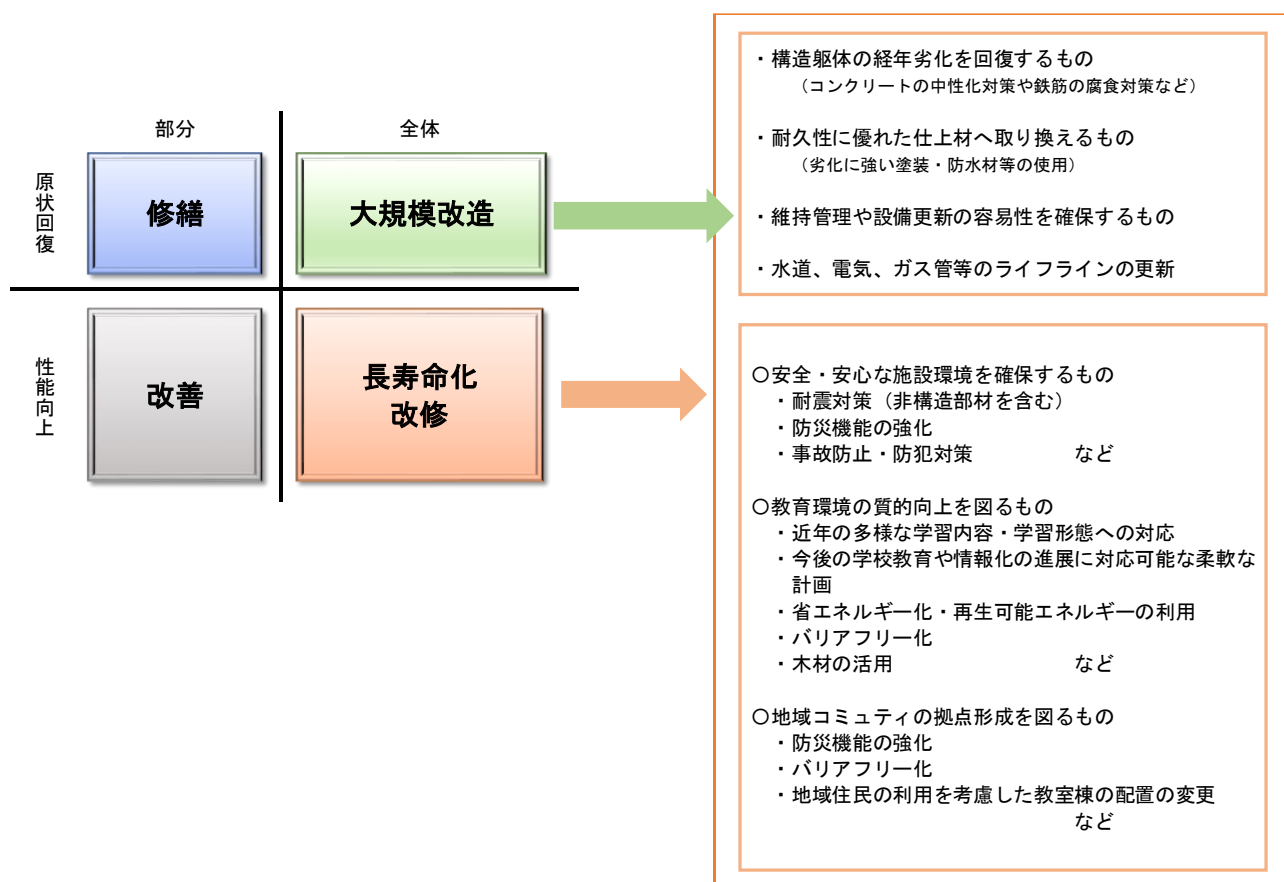 部分
全体
原状回復
修繕
大規模改造
性能向上
改善
長寿命化
改修
・構造躯体の経年劣化を回復するもの
（コンクリートの中性化対策や鉄筋の腐食対策など）
・耐久性に優れた仕上材へ取り換えるもの
（劣化に強い塗装・防水材等の使用）
・維持管理や設備更新の容易性を確保するもの
・水道、電気、ガス管等のライフラインの更新
〇安全・安心な施設環境を確保するもの
・耐震対策（非構造部材を含む）
・防災機能の強化
・事故防止・防犯対策　など
〇教育環境の質的向上を図るもの
・近年の多様な学習内容・学習形態への対応
・今後の学校教育や情報化の進展に対応可能な柔軟な
計画
・省エネルギー化・再生可能エネルギーの利用
・バリアフリー化
・木材の活用　など
〇地域コミュティの拠点形成を図るもの
・防災機能の強化
・バリアフリー化
・地域住民の利用を考慮した教室棟の配置の変更
など